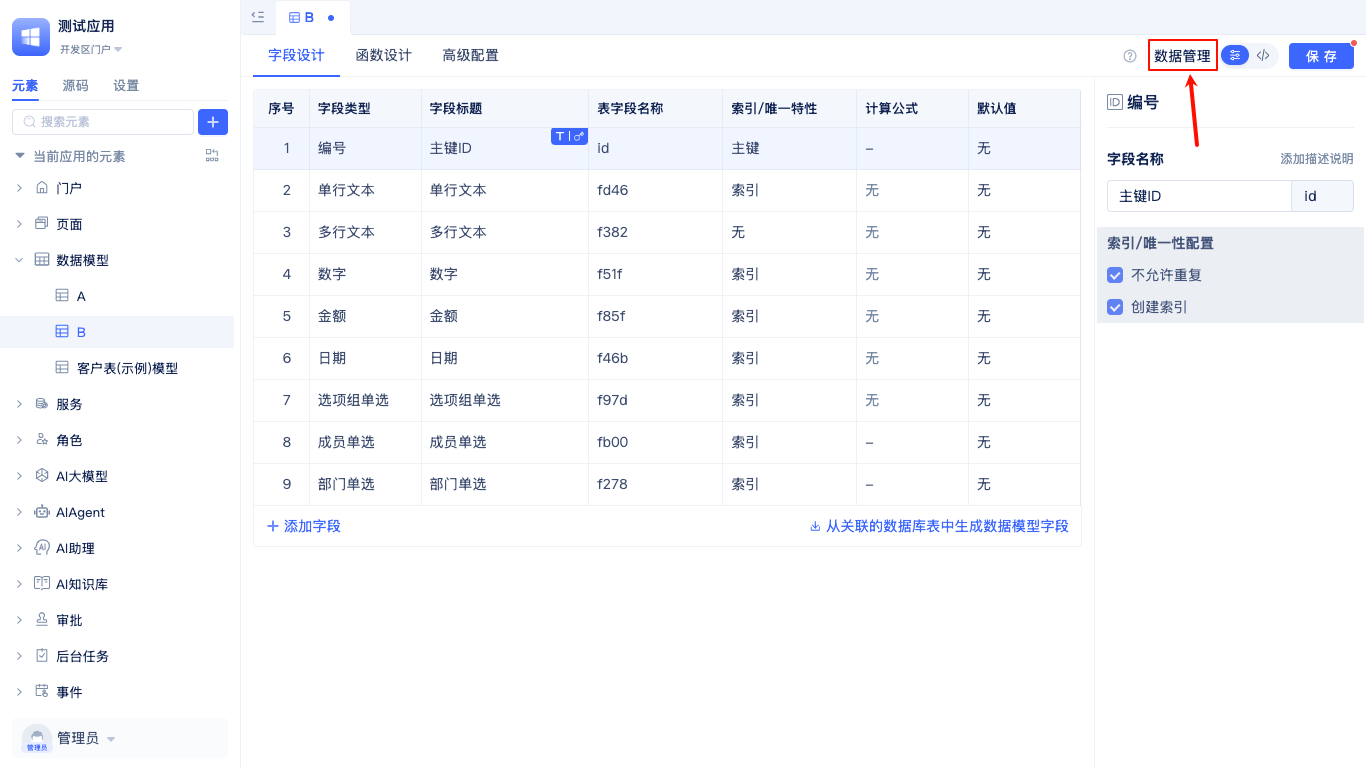 测试应用
开发区门户
元素 源码 设置
搜索元素
当前应用的元素
门户
页面
数据模型
A
B
客户表(示例)模型
服务
角色
AI大模型
AIAgent
AI助理
AI知识库
审批
后台任务
事件
管理员
管理员
B
字段设计 函数设计 高级配置
数据管理
保存
序号 字段类型 字段标题 表字段名称 索引/唯一特性 计算公式 默认值
1 编号 主键ID T id 主键 – 无
2 单行文本 单行文本 fd46 索引 无 无
3 多行文本 多行文本 f382 无 无 无
4 数字 数字 f51f 索引 无 无
5 金额 金额 f85f 索引 无 无
6 日期 日期 f46b 索引 无 无
7 选项组单选 选项组单选 f97d 索引 无 无
8 成员单选 成员单选 fb00 索引 – 无
9 部门单选 部门单选 f278 索引 – 无
添加字段
从关联的数据库表中生成数据模型字段
ID 编号
字段名称 添加描述说明
主键ID id
索引/唯一性配置
不允许重复
创建索引